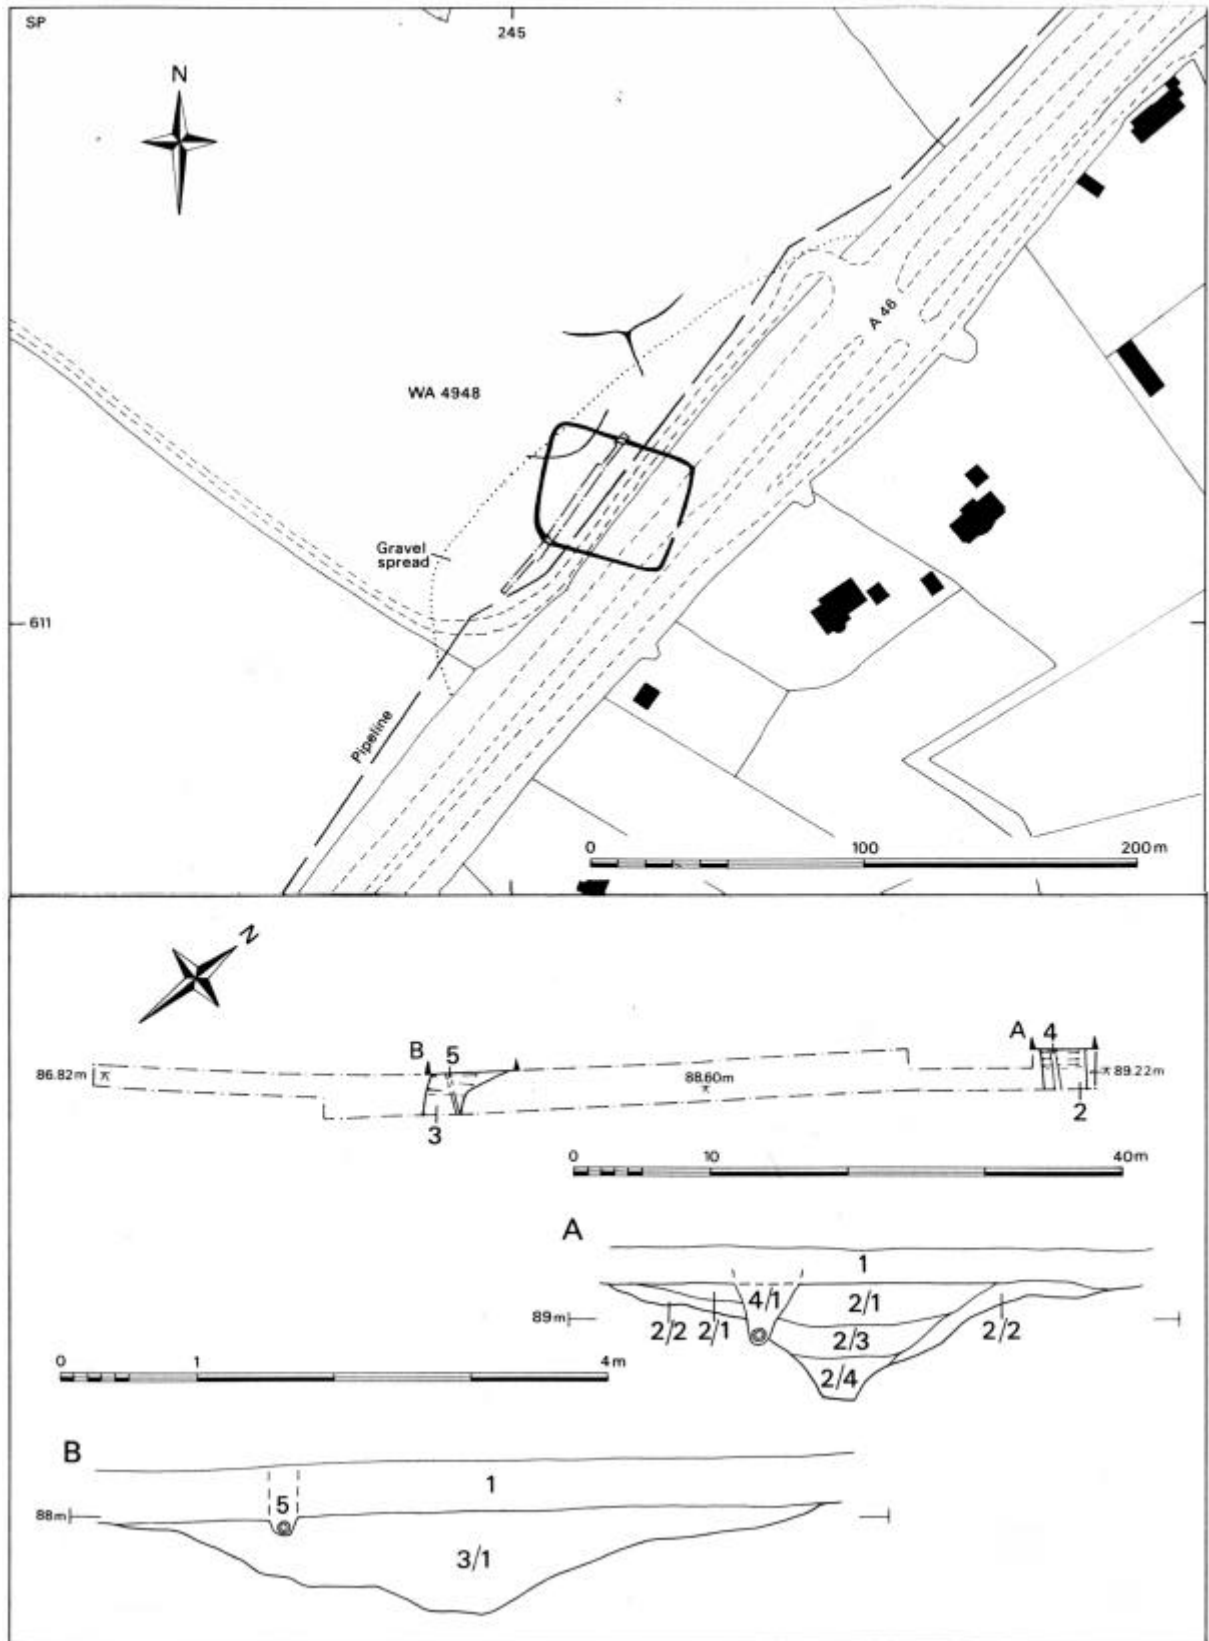 SP
245
N
A 46
WA 4948
Gravel
spread
611
Pipeline
0 100 200m
N
A 4
B 5
86.82m
88.60m
89.22m
3
2
0 10 40m
A
1
4/1 2/1
89m
2/2 2/1 2/3 2/2
2/4
0 1 4m
B
1
5
88m
3/1